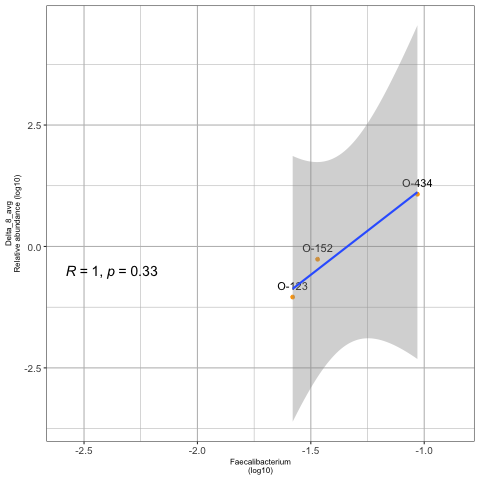 2.5
0.0
-2.5
Delta_8_avg
Relative abundance (log10)
O-434
O-152
O-123
R = 1, p = 0.33
-2.5
-2.0
-1.5
-1.0
Faecalibacterium
(log10)